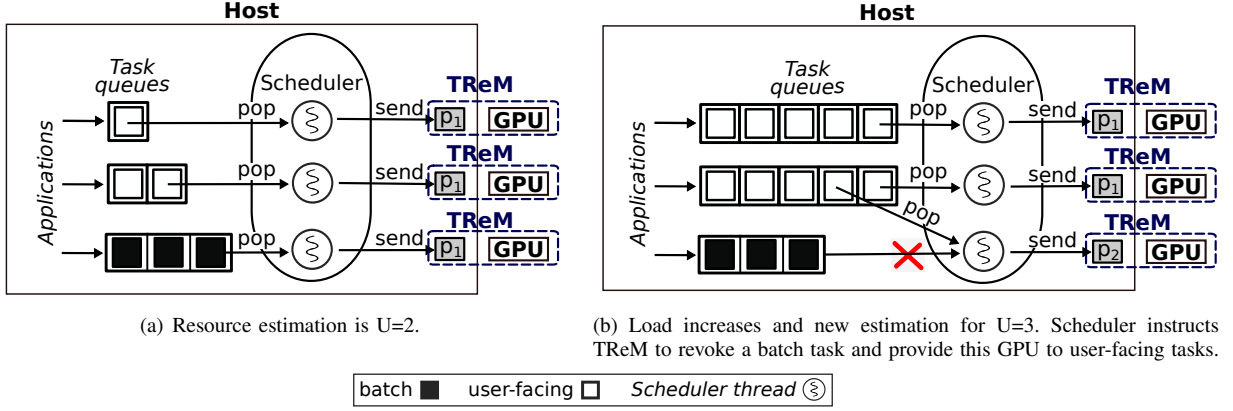 Host
Task
queues
Scheduler
Applications
pop
send
TReM
p1
GPU
pop
send
TReM
p1
GPU
pop
send
TReM
p1
GPU
(a) Resource estimation is U=2.
Host
Task
queues
Scheduler
Applications
pop
send
TReM
p1
GPU
pop
send
TReM
p1
GPU
pop
send
TReM
p2
GPU
(b) Load increases and new estimation for U=3. Scheduler instructs
TReM to revoke a batch task and provide this GPU to user-facing tasks.
batch user-facing Scheduler thread